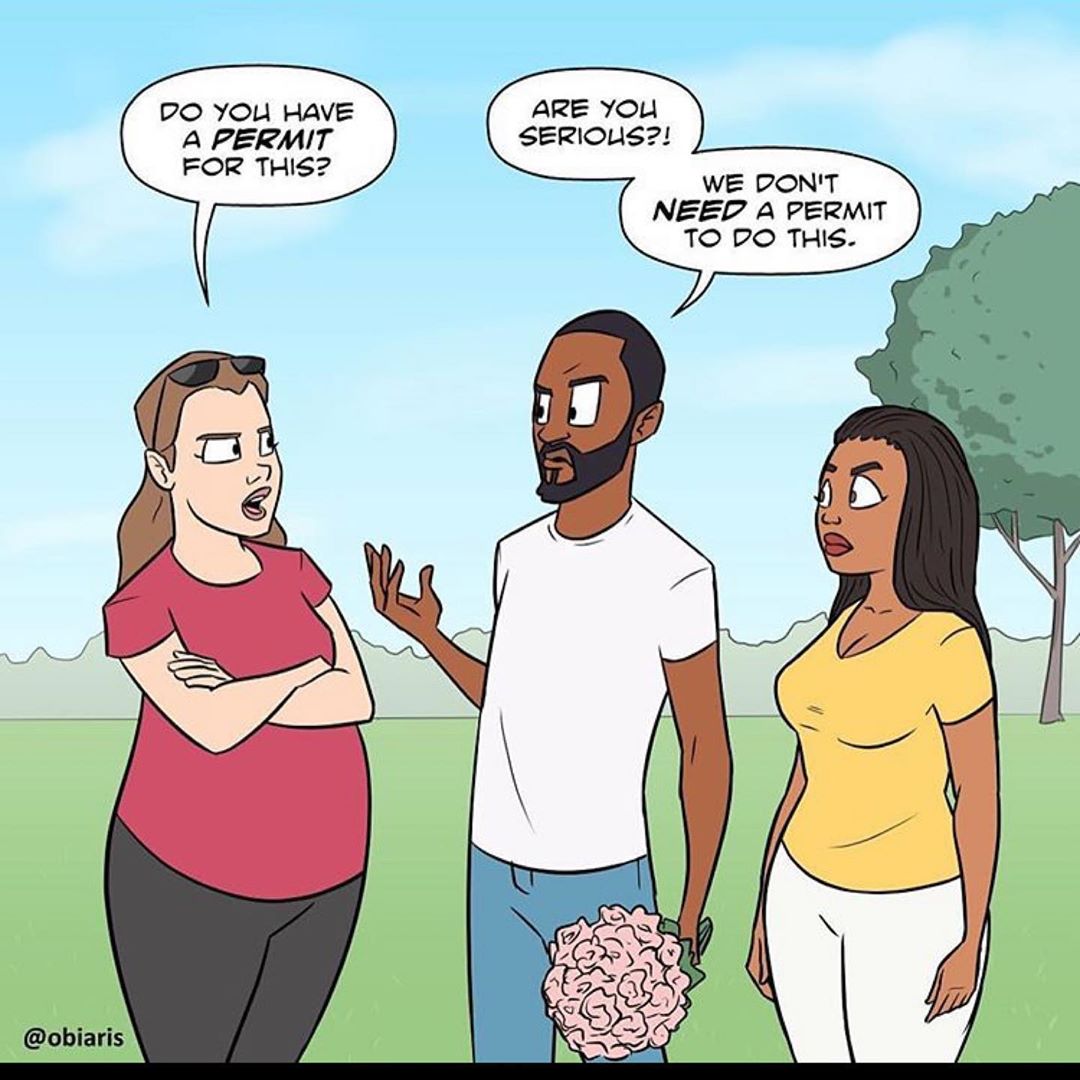 DO YOU HAVE
A PERMIT
FOR THIS?
ARE YOU
SERIOUS?!
WE DON'T
NEED A PERMIT
TO DO THIS.
@obiaris